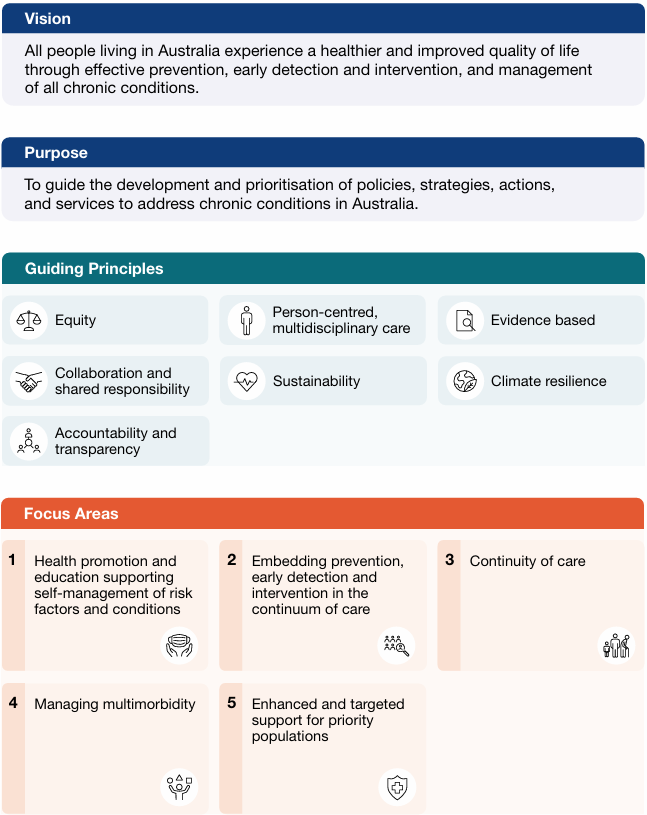 Vision
All people living in Australia experience a healthier and improved quality of life
through effective prevention, early detection and intervention, and management
of all chronic conditions.
Purpose
To guide the development and prioritisation of policies, strategies, actions,
and services to address chronic conditions in Australia.
Guiding Principles
Equity
Person-centred,
multidisciplinary care
Evidence based
Collaboration and
shared responsibility
Sustainability
Climate resilience
Accountability and
transparency
Focus Areas
1
Health promotion and
education supporting
self-management of risk
factors and conditions
2
Embedding prevention,
early detection and
intervention in the
continuum of care
3
Continuity of care
4
Managing multimorbidity
5
Enhanced and targeted
support for priority
populations